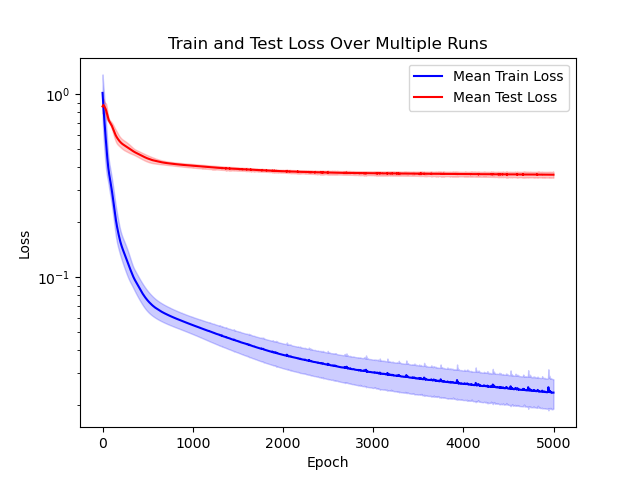 Train and Test Loss Over Multiple Runs
Mean Train Loss
Mean Test Loss
10⁰
10⁻¹
Loss
0 1000 2000 3000 4000 5000
Epoch